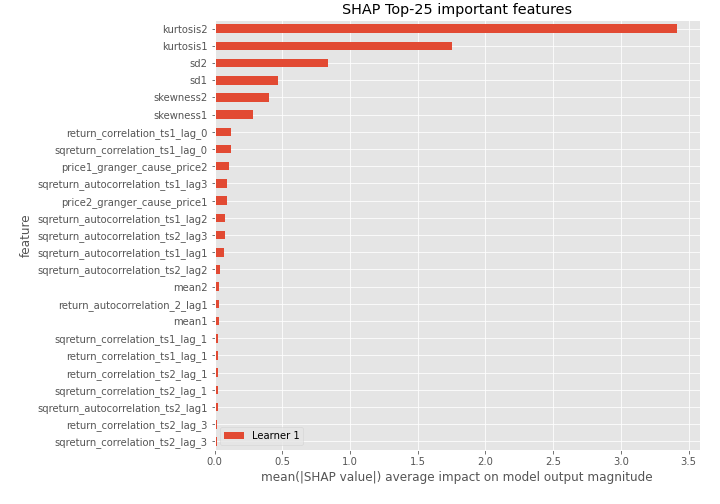 SHAP Top-25 important features
kurtosis2
kurtosis1
sd2
sd1
skewness2
skewness1
return_correlation_ts1_lag_0
sqreturn_correlation_ts1_lag_0
price1_granger_cause_price2
sqreturn_autocorrelation_ts1_lag3
price2_granger_cause_price1
sqreturn_autocorrelation_ts1_lag2
sqreturn_autocorrelation_ts2_lag3
sqreturn_autocorrelation_ts1_lag1
sqreturn_autocorrelation_ts2_lag2
mean2
return_autocorrelation_2_lag1
mean1
sqreturn_correlation_ts1_lag_1
return_correlation_ts1_lag_1
return_correlation_ts2_lag_1
sqreturn_correlation_ts2_lag_1
sqreturn_autocorrelation_ts2_lag1
return_correlation_ts2_lag_3
sqreturn_correlation_ts2_lag_3
feature
Learner 1
0.0 0.5 1.0 1.5 2.0 2.5 3.0 3.5
mean(|SHAP value|) average impact on model output magnitude